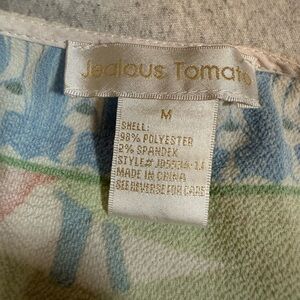 Jealous Tomato
M
SHELL:
98% POLYESTER
2% SPANDEX
MADE IN CHINA
SEE REVERSE FOR CARE